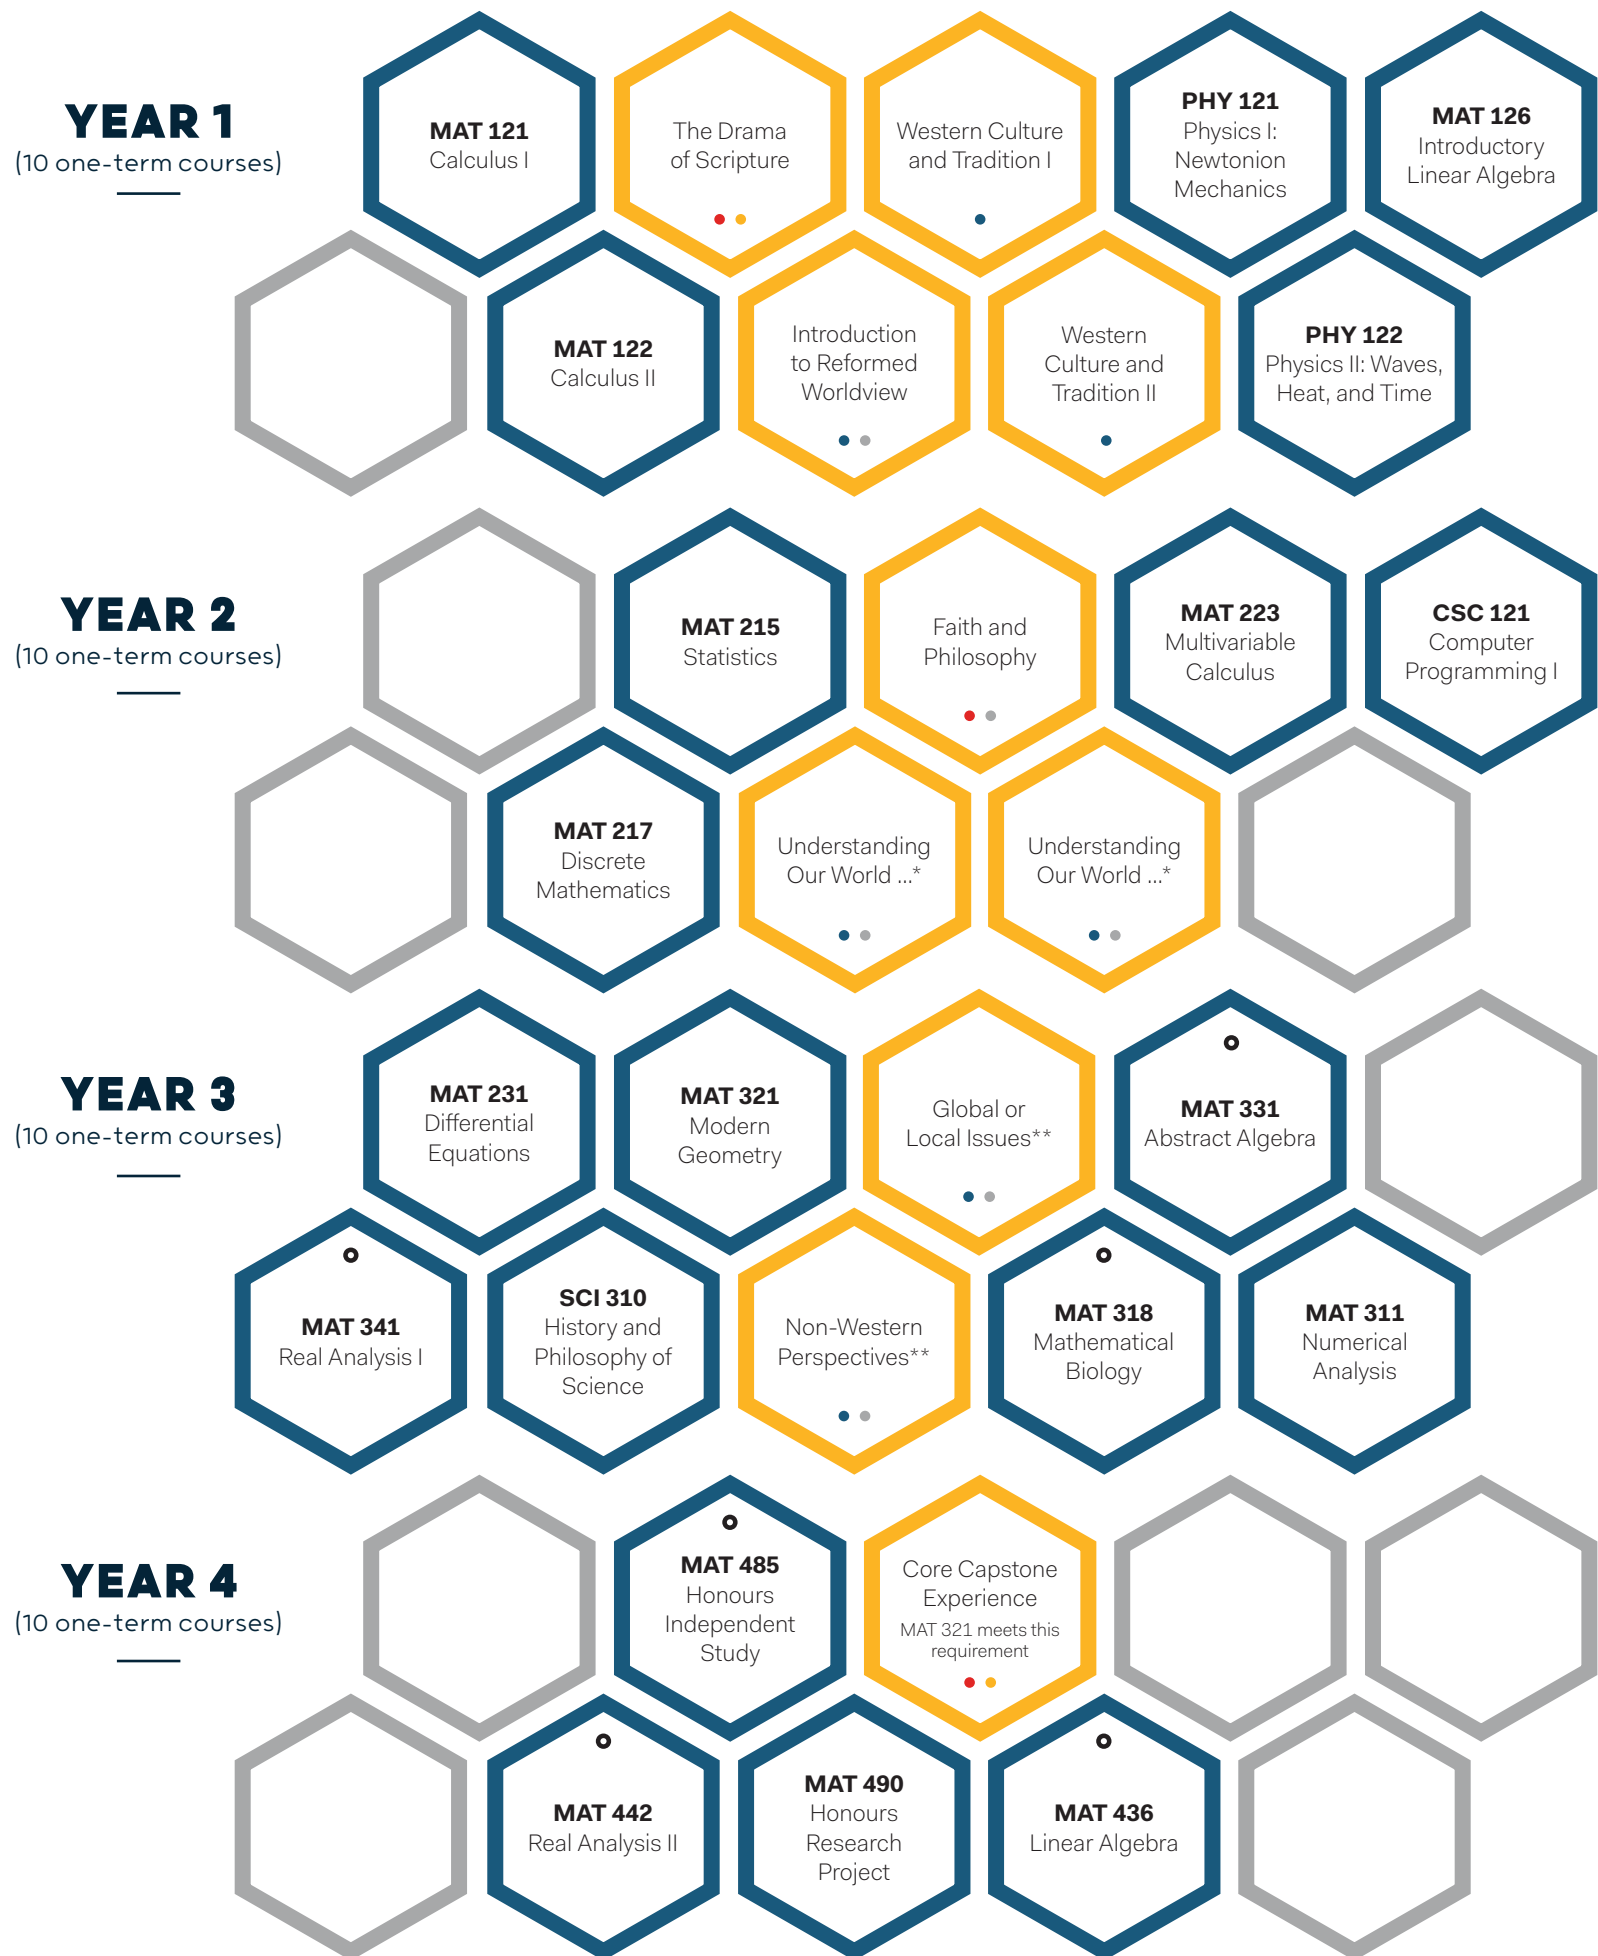 YEAR 1
(10 one-term courses)
MAT 121
Calculus I
The Drama
of Scripture
Western Culture
and Tradition I
PHY 121
Physics I:
Newtonion
Mechanics
MAT 126
Introductory
Linear Algebra
MAT 122
Calculus II
Introduction
to Reformed
Worldview
Western
Culture and
Tradition II
PHY 122
Physics II: Waves,
Heat, and Time
YEAR 2
(10 one-term courses)
MAT 215
Statistics
Faith and
Philosophy
MAT 223
Multivariable
Calculus
CSC 121
Computer
Programming I
MAT 217
Discrete
Mathematics
Understanding
Our World ...*
Understanding
Our World ...*
YEAR 3
(10 one-term courses)
MAT 231
Differential
Equations
MAT 321
Modern
Geometry
Global or
Local Issues**
MAT 331
Abstract Algebra
MAT 341
Real Analysis I
SCI 310
History and
Philosophy of
Science
Non-Western
Perspectives**
MAT 318
Mathematical
Biology
MAT 311
Numerical
Analysis
YEAR 4
(10 one-term courses)
MAT 485
Honours
Independent
Study
Core Capstone
Experience
MAT 321 meets this
requirement
MAT 442
Real Analysis II
MAT 490
Honours
Research
Project
MAT 436
Linear Algebra